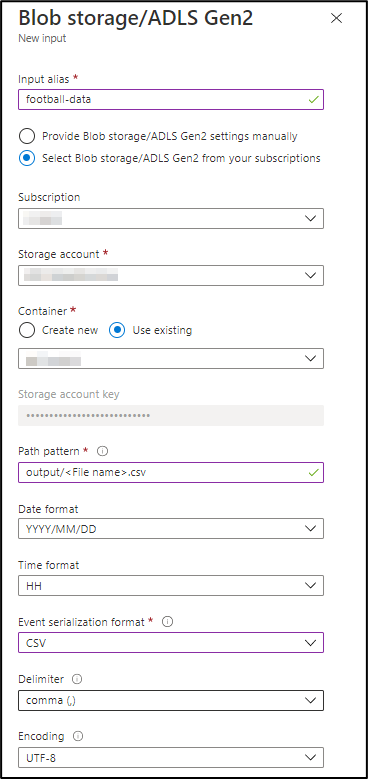 Blob storage/ADLS Gen2
New input
Input alias *
football-data
Provide Blob storage/ADLS Gen2 settings manually
Select Blob storage/ADLS Gen2 from your subscriptions
Subscription
Storage account *
Container *
Create new Use existing
Storage account key
••••••••••••••••••••••••••••
Path pattern *
output/<File name>.csv
Date format
YYYY/MM/DD
Time format
HH
Event serialization format *
CSV
Delimiter
comma (,)
Encoding
UTF-8